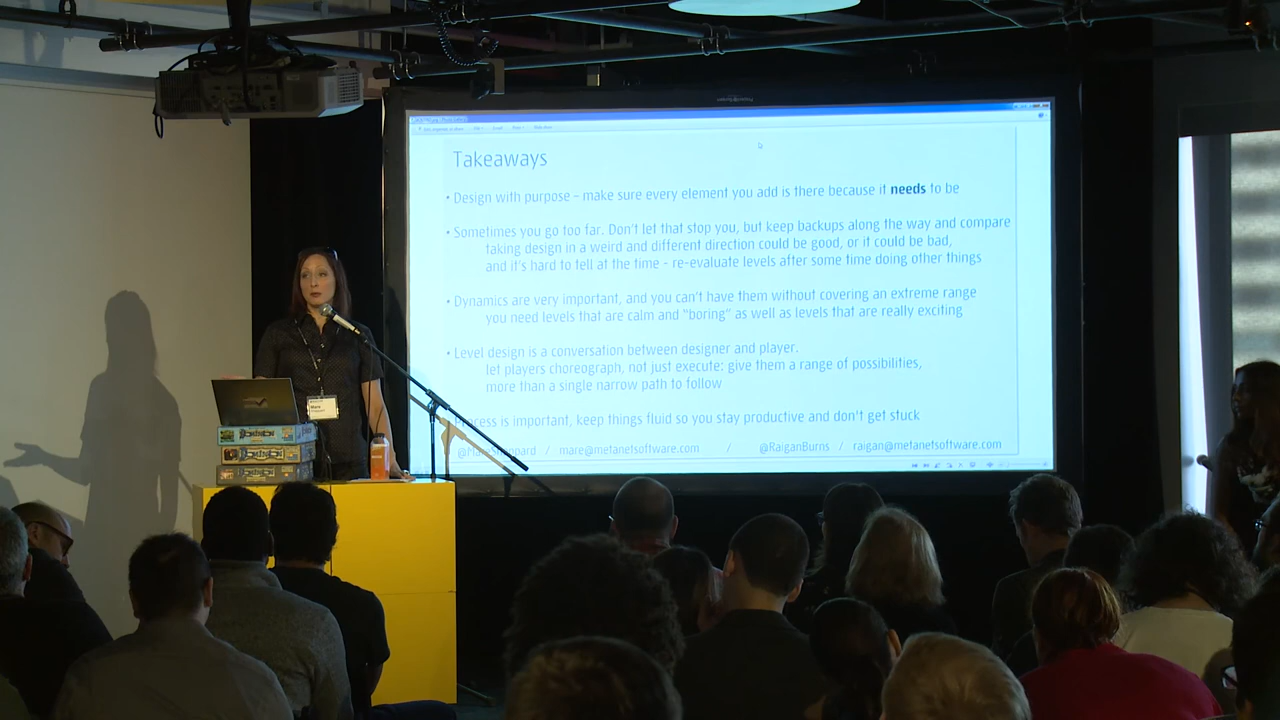 Takeaways
• Design with purpose – make sure every element you add is there because it needs to be
• Sometimes you go too far. Don't let that stop you, but keep backups along the way and compare
taking design in a weird and different direction could be good, or it could be bad,
and it's hard to tell at the time - re-evaluate levels after some time doing other things
• Dynamics are very important, and you can't have them without covering an extreme range
you need levels that are calm and "boring" as well as levels that are really exciting
• Level design is a conversation between designer and player.
let players choreograph, not just execute: give them a range of possibilities,
more than a single narrow path to follow
is important, keep things fluid so you stay productive and don't get stuck
/ mare@metanetsoftware.com / @RaiganBurns / raigan@metanetsoftware.com
Mare